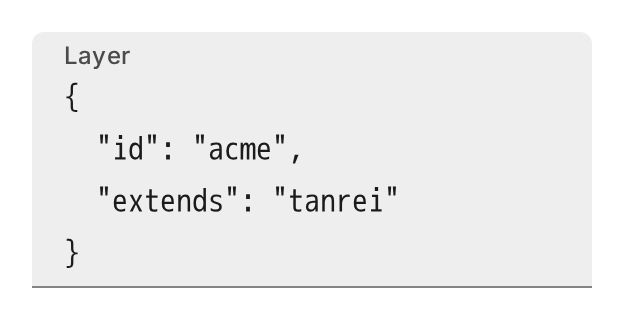 Layer
{
  "id": "acme",
  "extends": "tanrei"
}